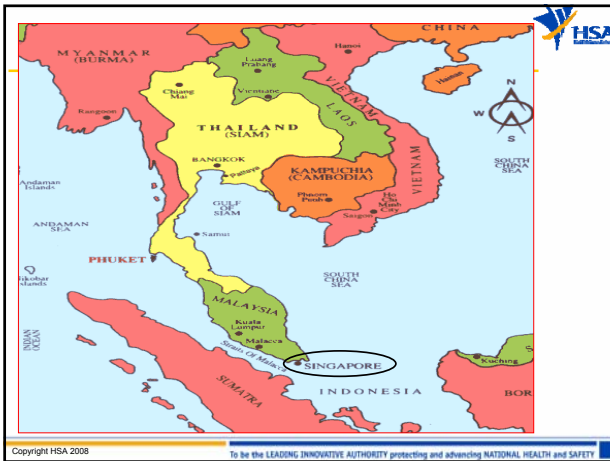 HSA
CHINA
MYANMAR
(BURMA)
Hanoi
Luang
Prabang
Hainan
Chiang
Mai
Vientiane
VIETNAM
LAOS
N
W
E
S
Rangoon
THAILAND
(SIAM)
BANGKOK
Pattaya
KAMPUCHIA
(CAMBODIA)
Phnom
Penh
VIETNAM
SOUTH
CHINA
SEA
Andaman
Islands
GULF
OF
SIAM
Ho
Chi
Minh
City
Saigon
ANDAMAN
SEA
Samui
PHUKET
Nikobar
Islands
SOUTH
CHINA
SEA
MALAYSIA
Kuala
Lumpur
Malacca
Straits Of Malacca
INDIAN
OCEAN
SINGAPORE
Kuching
SUMATRA
INDONESIA
BOR
Copyright HSA 2008
To be the LEADING INNOVATIVE AUTHORITY protecting and advancing NATIONAL HEALTH and SAFETY